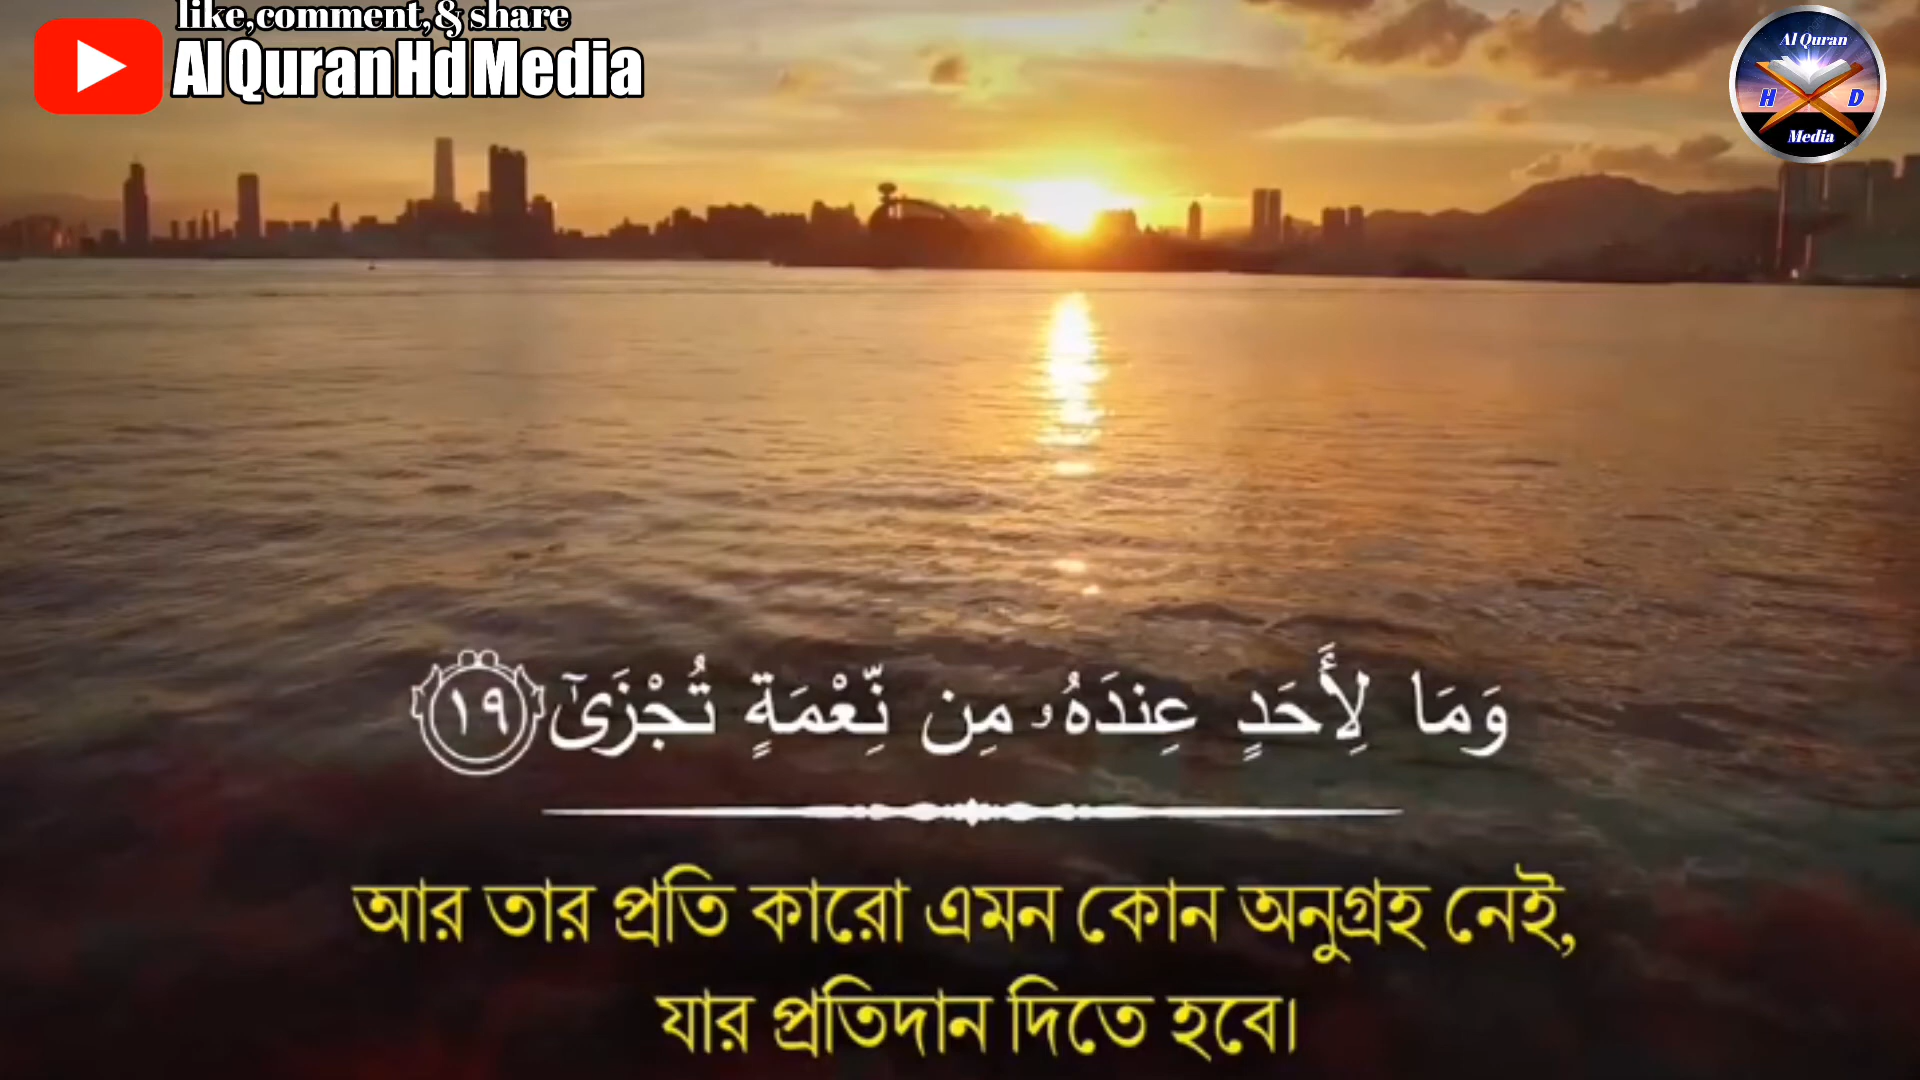 like,comment,& share
AlQuranHdMedia
Al Quran
H D
Media
وَمَا لِأَحَدٍ عِندَهُۥ مِن نِّعْمَةٍ تُجْزَىٰٓ ١٩
আর তার প্রতি কারো এমন কোন অনুগ্রহ নেই,
যার প্রতিদান দিতে হবে।